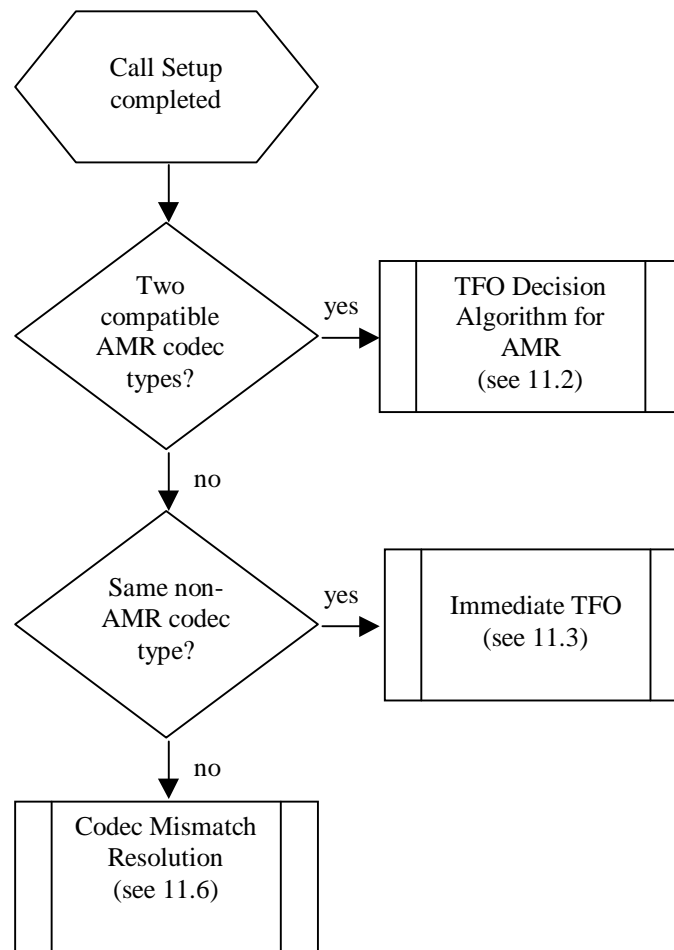 Call Setup
completed
Two
compatible
AMR codec
types?
yes
TFO Decision
Algorithm for
AMR
(see 11.2)
no
Same non-
AMR codec
type?
yes
Immediate TFO
(see 11.3)
no
Codec Mismatch
Resolution
(see 11.6)